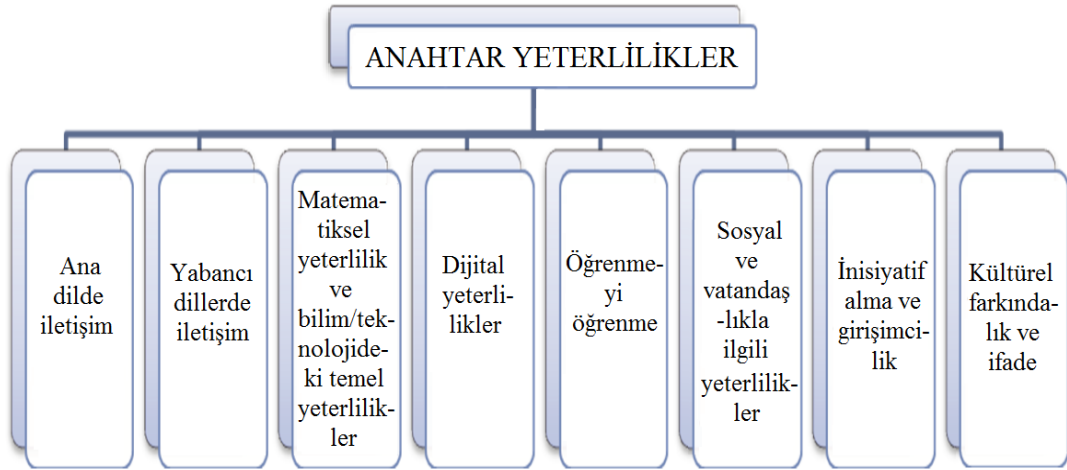 ANAHTAR YETERLİLİKLER
Ana
dilde
iletişim
Yabancı
dillerde
iletişim
Matema-
tiksel
yeterlilik
ve
bilim/tek-
nolojide-
ki temel
yeterlilik-
ler
Dijital
yeterli-
likler
Öğrenme-
yi
öğrenme
Sosyal
ve
vatandaş
-lıkla
ilgili
yeterlilik-
ler
İnisiyatif
alma ve
girişimci-
lik
Kültürel
farkında-
lık ve
ifade